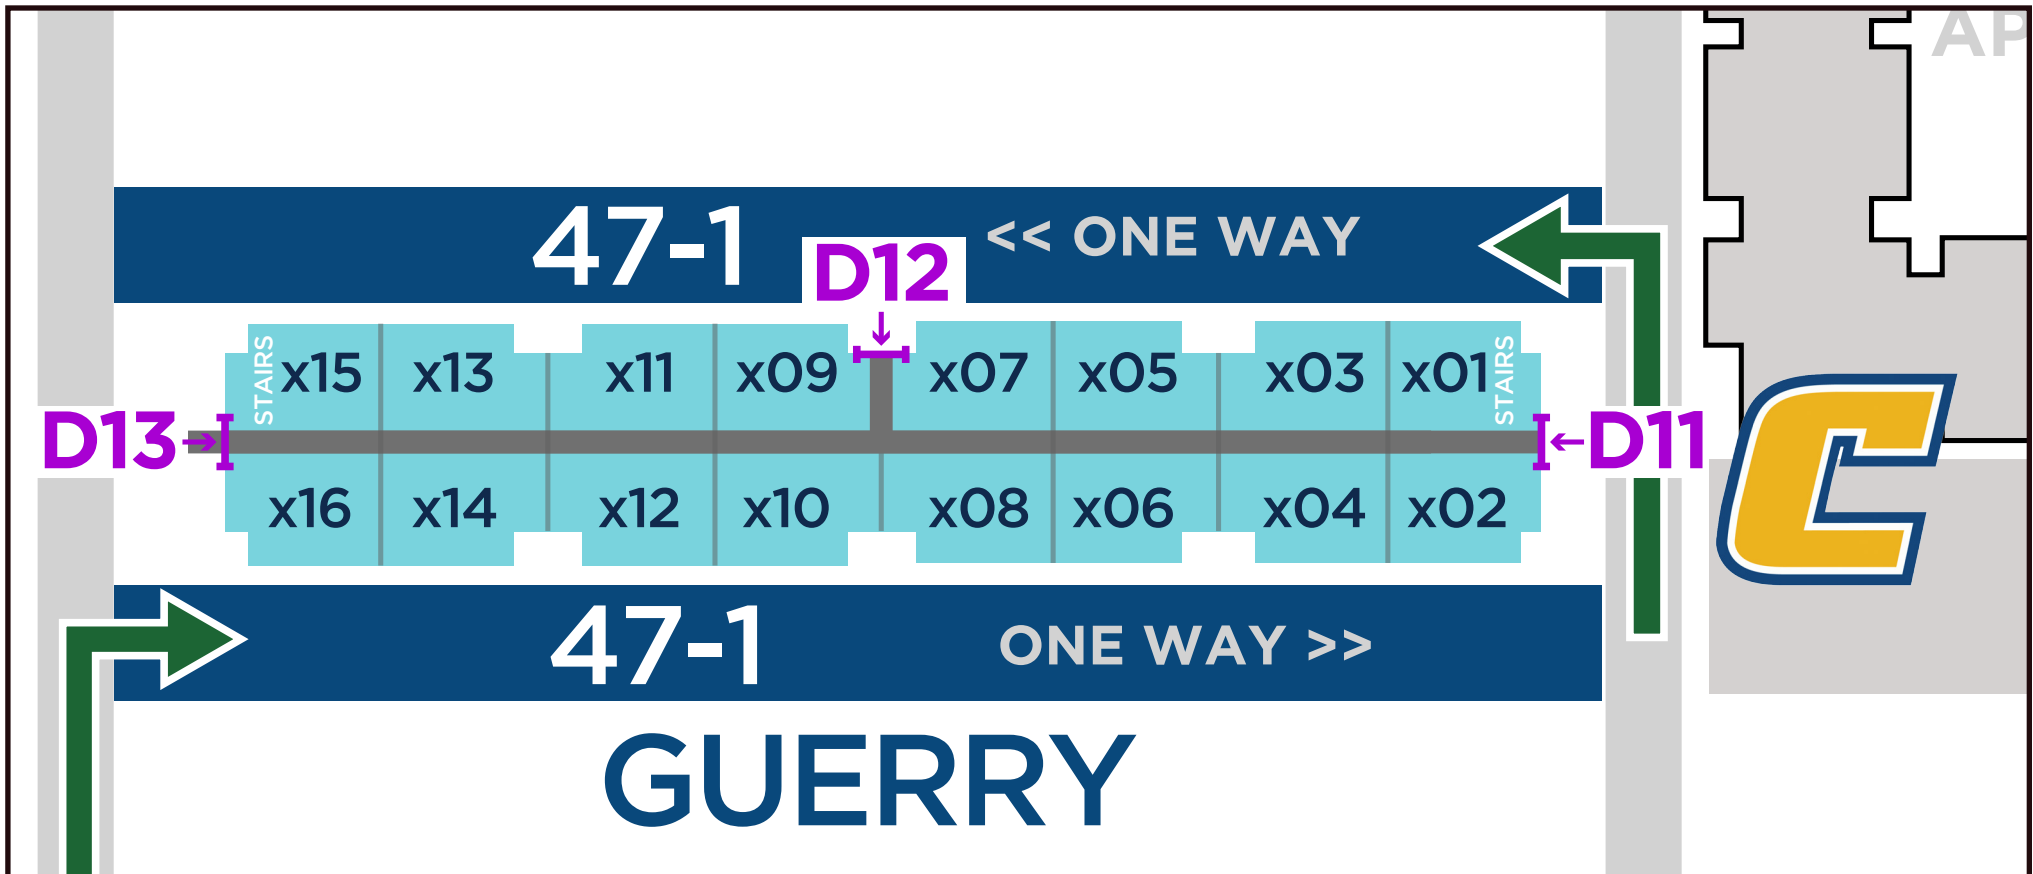 AP
47-1 << ONE WAY
D12
STAIRS x15 x13 x11 x09 x07 x05 x03 x01 STAIRS
D13 D11
x16 x14 x12 x10 x08 x06 x04 x02
C
47-1 ONE WAY >>
GUERRY